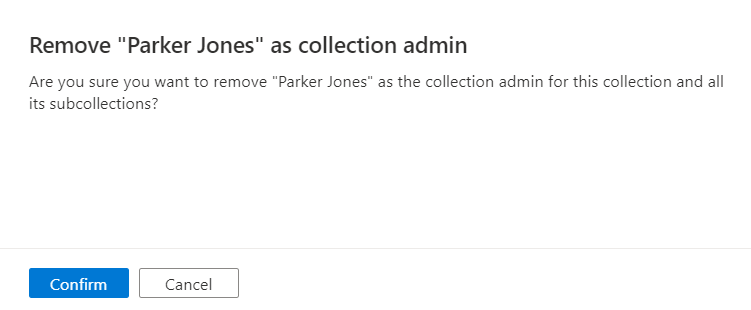 Remove "Parker Jones" as collection admin
Are you sure you want to remove "Parker Jones" as the collection admin for this collection and all
its subcollections?
Confirm
Cancel